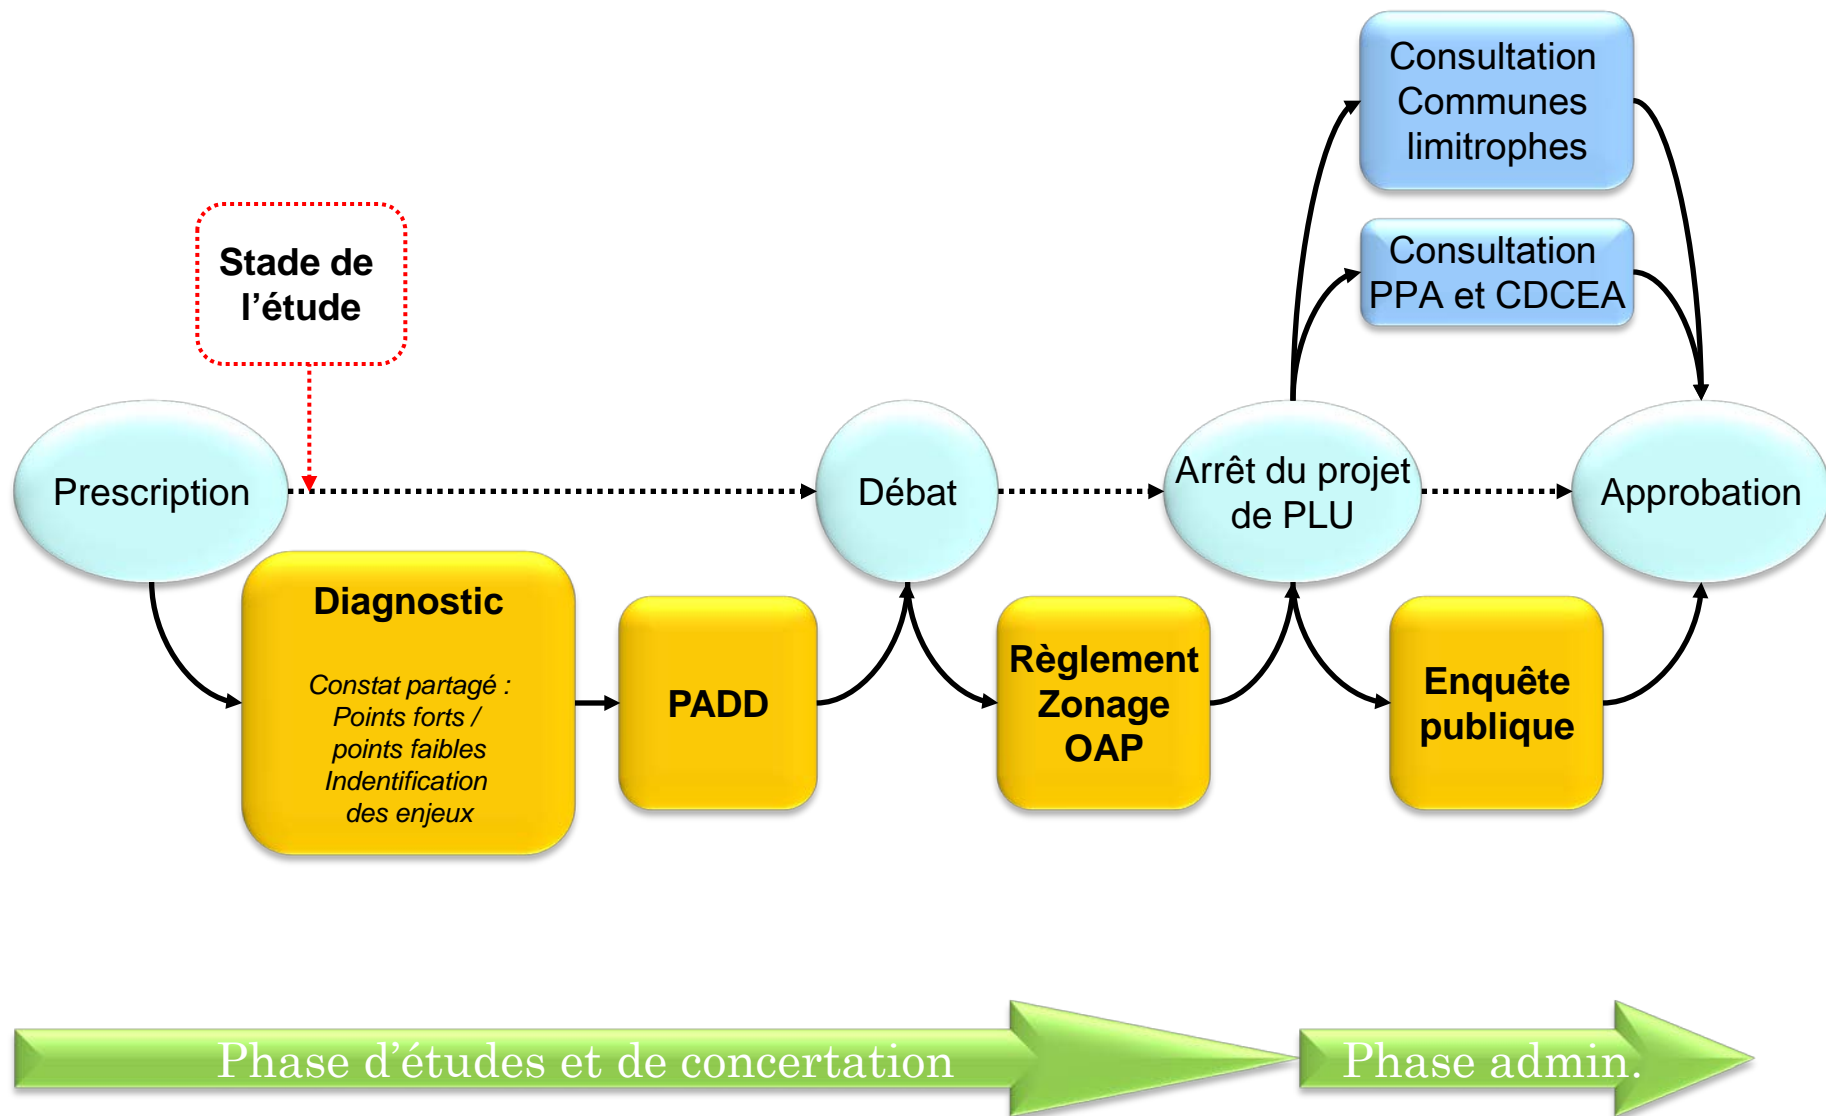 Consultation
Communes
limitrophes
Consultation
PPA et CDCEA
Stade de
l’étude
Prescription
Débat
Arrêt du projet
de PLU
Approbation
Diagnostic
Constat partagé :
Points forts /
points faibles
Indentification
des enjeux
PADD
Règlement
Zonage
OAP
Enquête
publique
Phase d’études et de concertation
Phase admin.